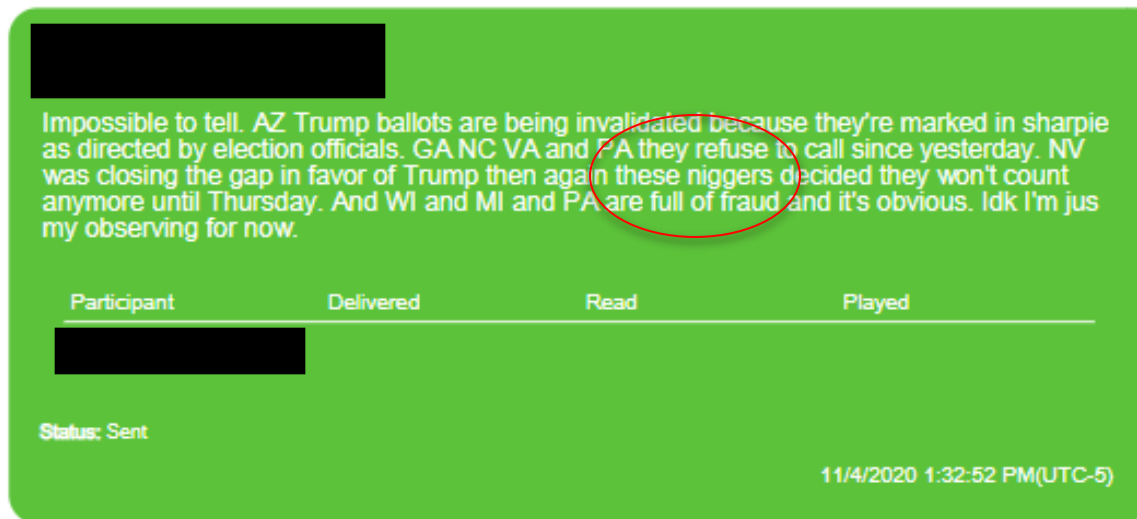 Impossible to tell. AZ Trump ballots are being invalidated because they're marked in sharpie
as directed by election officials. GA NC VA and PA they refuse to call since yesterday. NV
was closing the gap in favor of Trump then again these niggers decided they won't count
anymore until Thursday. And WI and MI and PA are full of fraud and it's obvious. Idk I'm jus
my observing for now.
Participant Delivered Read Played
Status: Sent
11/4/2020 1:32:52 PM(UTC-5)